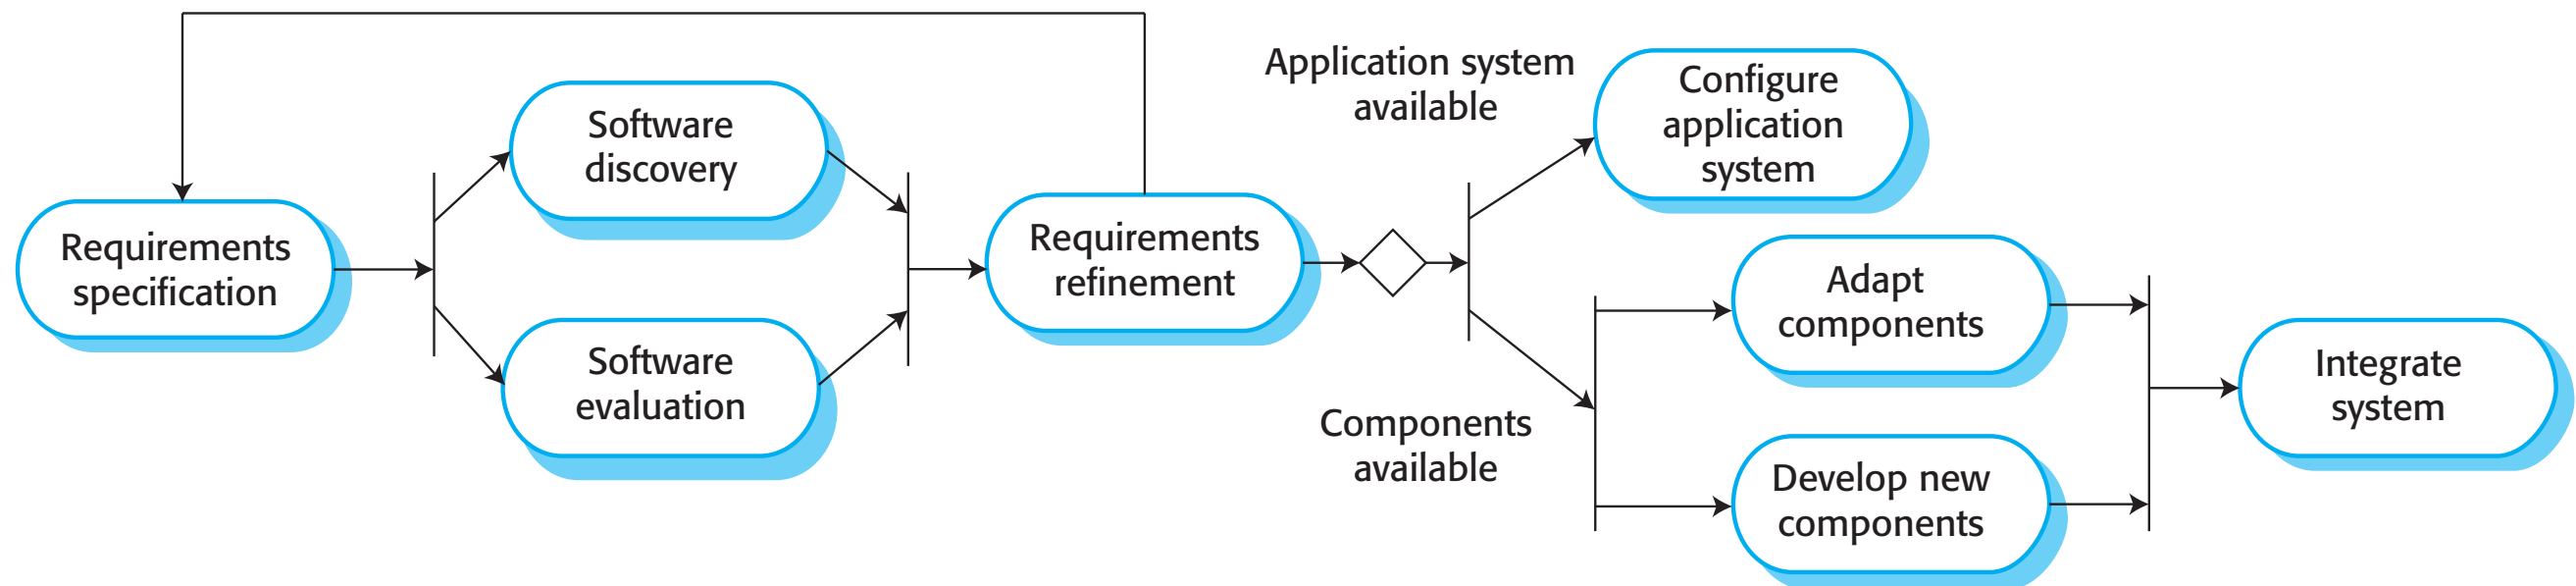 Requirements
specification
Software
discovery
Software
evaluation
Requirements
refinement
Application system
available
Components
available
Configure
application
system
Adapt
components
Develop new
components
Integrate
system